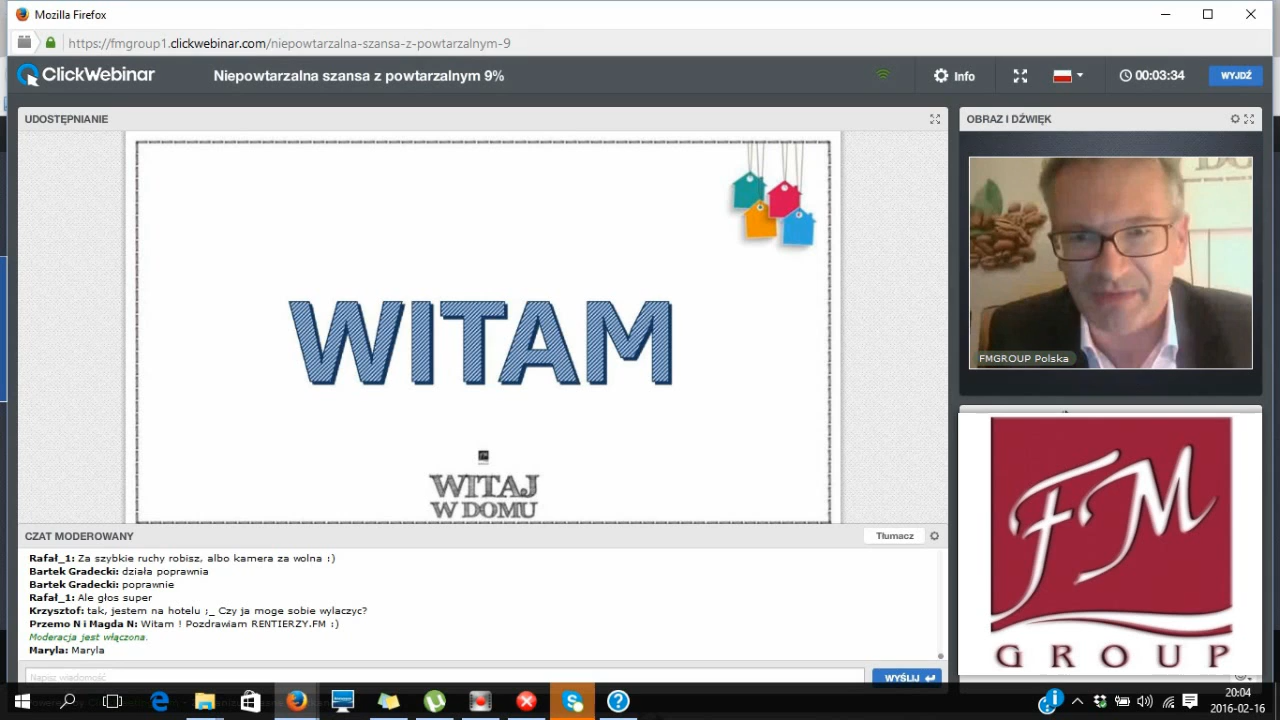 Mozilla Firefox
https://fmgroup1.clickwebinar.com/niepowtarzalna-szansa-z-powtarzalnym-9
ClickWebinar
Niepowtarzalna szansa z powtarzalnym 9%
Info
00:03:34
WYJDŹ
UDOSTĘPNIANIE
OBRAZ I DŹWIĘK
WITAM
WITAJ
W DOMU
FMGROUP Polska
FM
GROUP
CZAT MODEROWANY
Tłumacz
Rafał_1: Za szybkie ruchy robisz, albo kamera za wolna :)
Bartek Gradecki: działa poprawnia
Bartek Gradecki: poprawnie
Rafał_1: Ale głos super
Krzysztof: tak, jestem na hotelu ;_ Czy ja moge sobie wylaczyc?
Przemo N i Magda N: Witam ! Pozdrawiam RENTIERZY.FM :)
Moderacja jest włączona.
Maryla: Maryla
Napisz wiadomość
WYŚLIJ
20:04
2016-02-16